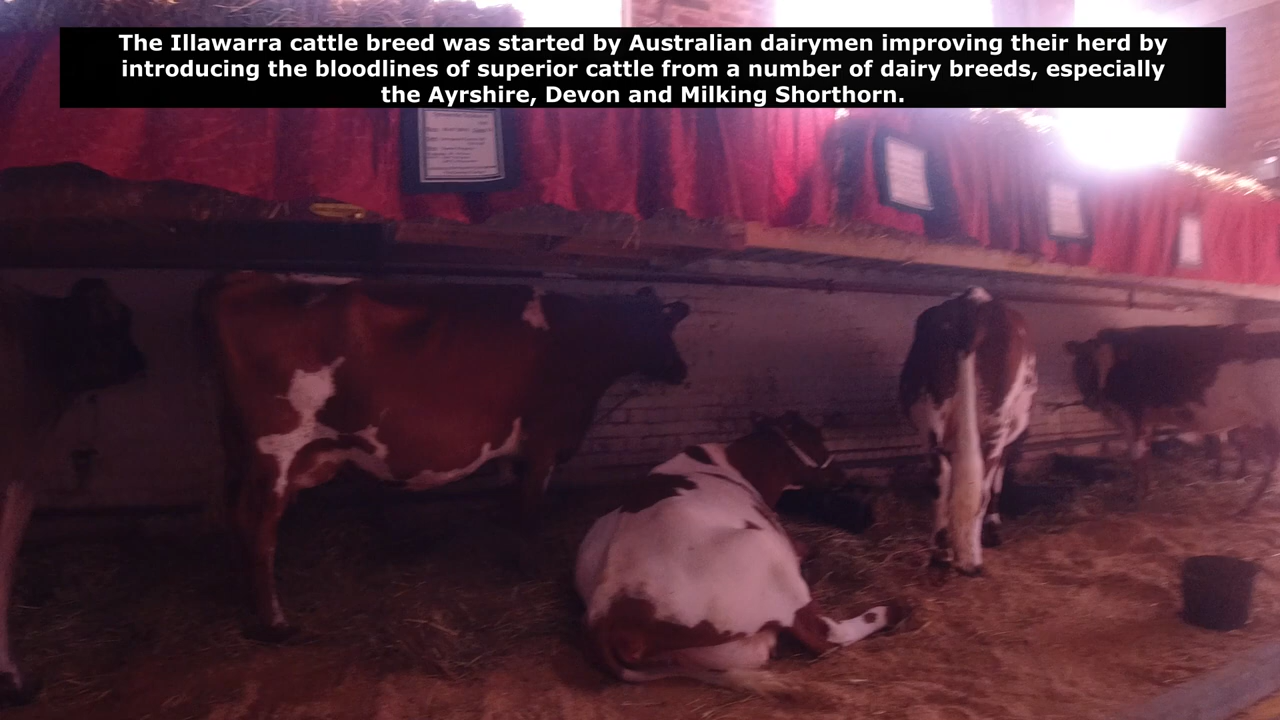 The Illawarra cattle breed was started by Australian dairymen improving their herd by
introducing the bloodlines of superior cattle from a number of dairy breeds, especially
the Ayrshire, Devon and Milking Shorthorn.